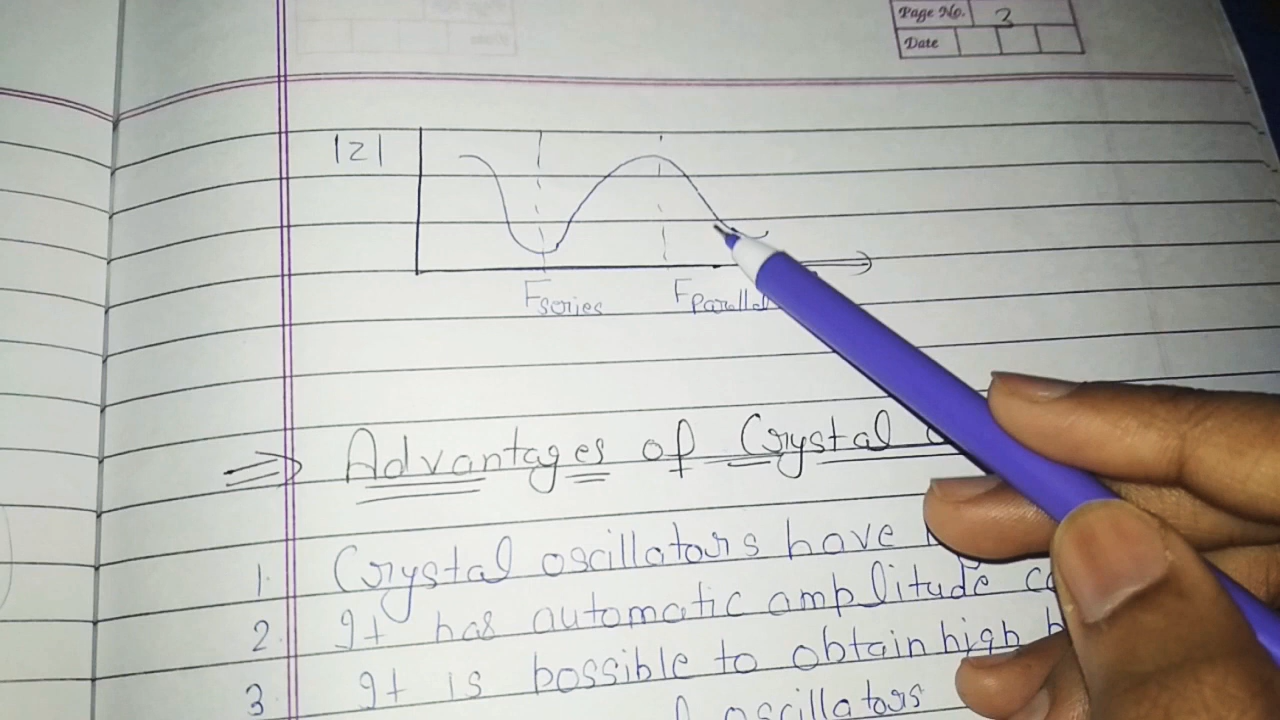 Page No. 3
Date
|Z|
Fseries
Fparallel
⇒ Advantages of Crystal
1. Crystal oscillators have
2. It has automatic amplitude
3 It is bossible to obtain high
oscillators